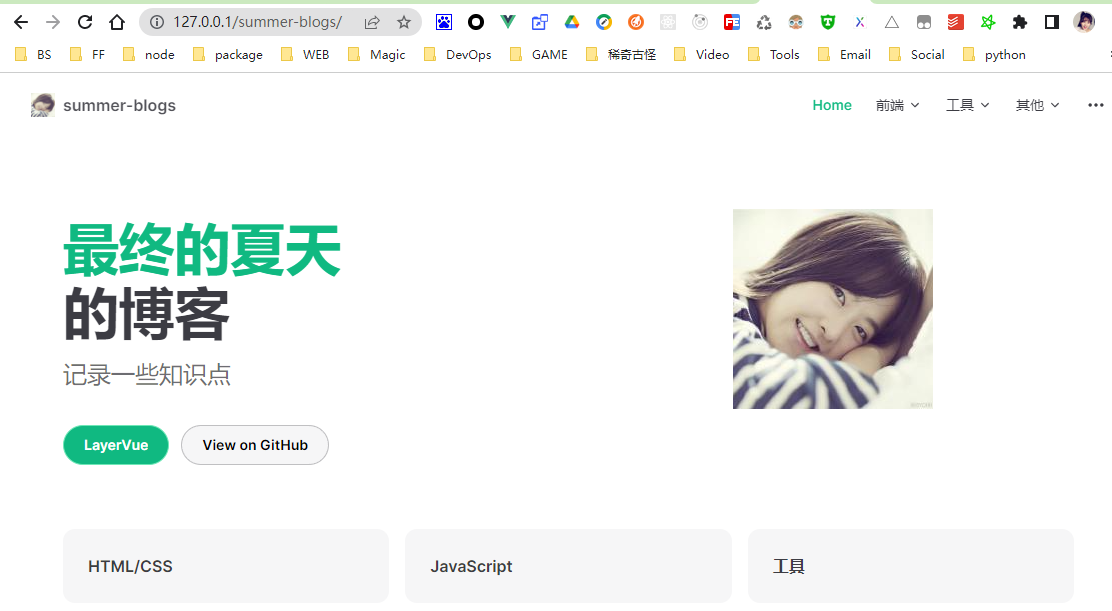 127.0.0.1/summer-blogs/
BS FF node package WEB Magic DevOps GAME 稀奇古怪 Video Tools Email Social python
summer-blogs Home 前端 工具 其他
最终的夏天
的博客
记录一些知识点
LayerVue View on GitHub
HTML/CSS JavaScript 工具